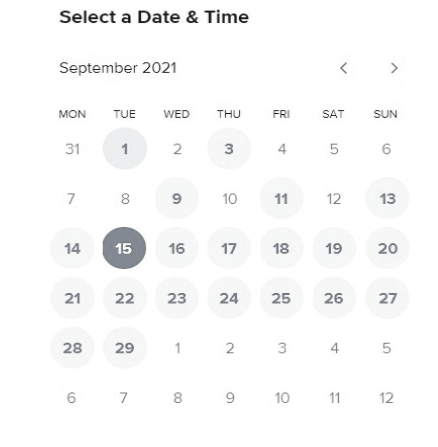 Select a Date & Time
September 2021
MON TUE WED THU FRI SAT SUN
31 1 2 3 4 5 6
7 8 9 10 11 12 13
14 15 16 17 18 19 20
21 22 23 24 25 26 27
28 29 1 2 3 4 5
6 7 8 9 10 11 12